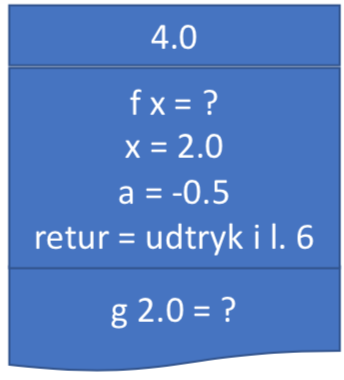 4.0
f x = ?
x = 2.0
a = -0.5
retur = udtryk i l. 6
g 2.0 = ?